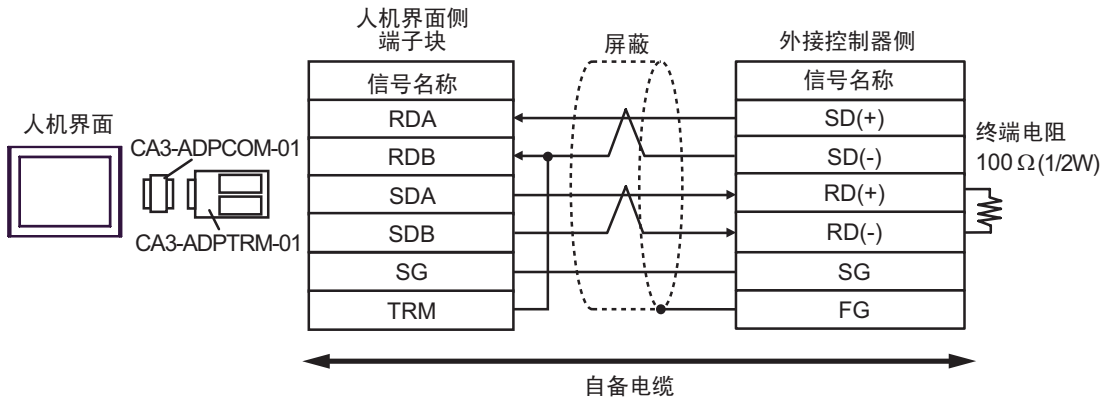 人机界面
CA3-ADPCOM-01
CA3-ADPTRM-01
人机界面侧
端子块
信号名称
RDA
RDB
SDA
SDB
SG
TRM
屏蔽
外接控制器侧
信号名称
SD(+)
SD(-)
RD(+)
RD(-)
SG
FG
终端电阻
100 Ω (1/2W)
自备电缆